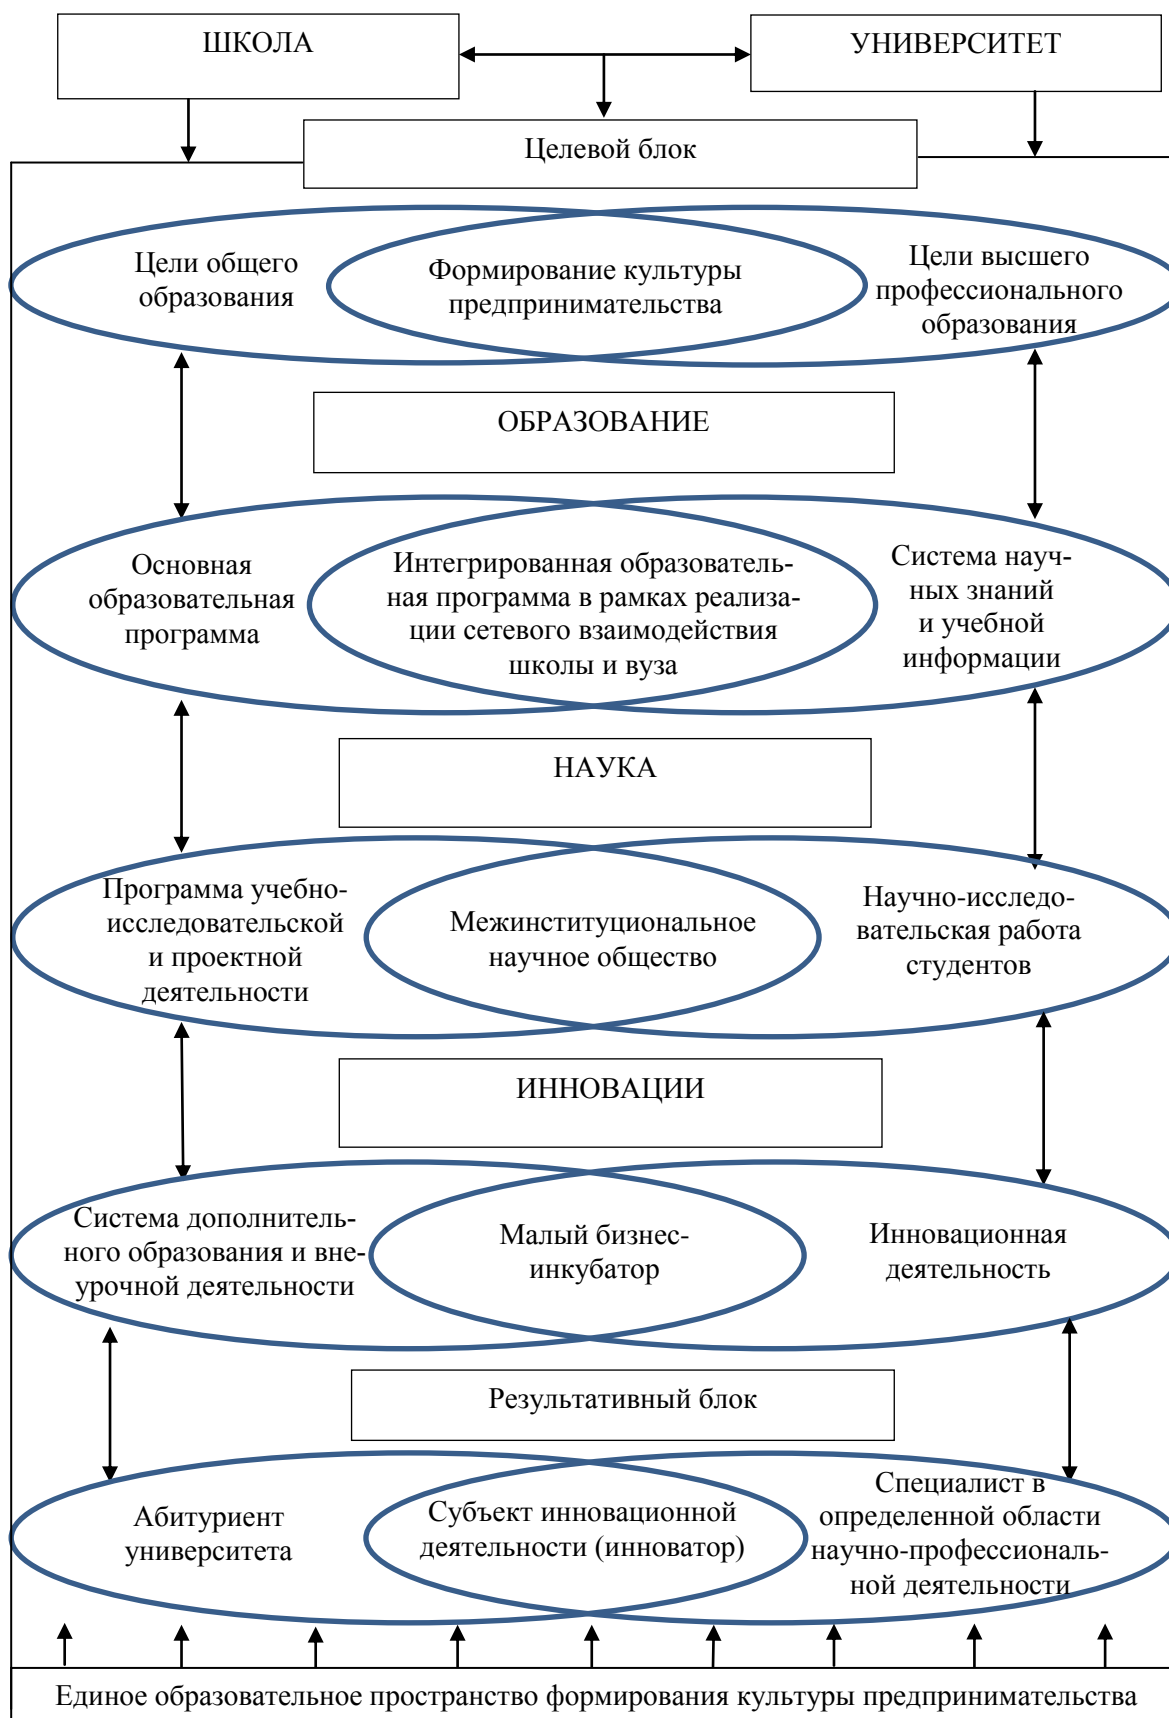 ШКОЛА
УНИВЕРСИТЕТ
Целевой блок
Цели общего
образования
Формирование культуры
предпринимательства
Цели высшего
профессионального
образования
ОБРАЗОВАНИЕ
Основная
образовательная
программа
Интегрированная образователь-
ная программа в рамках реализа-
ции сетевого взаимодействия
школы и вуза
Система науч-
ных знаний
и учебной
информации
НАУКА
Программа учебно-
исследовательской
и проектной
деятельности
Межинституциональное
научное общество
Научно-исследо-
вательская работа
студентов
ИННОВАЦИИ
Система дополнитель-
ного образования и вне-
урочной деятельности
Малый бизнес-
инкубатор
Инновационная
деятельность
Результативный блок
Абитуриент
университета
Субъект инновационной
деятельности (инноватор)
Специалист в
определенной области
научно-профессиональ-
ной деятельности
Единое образовательное пространство формирования культуры предпринимательства